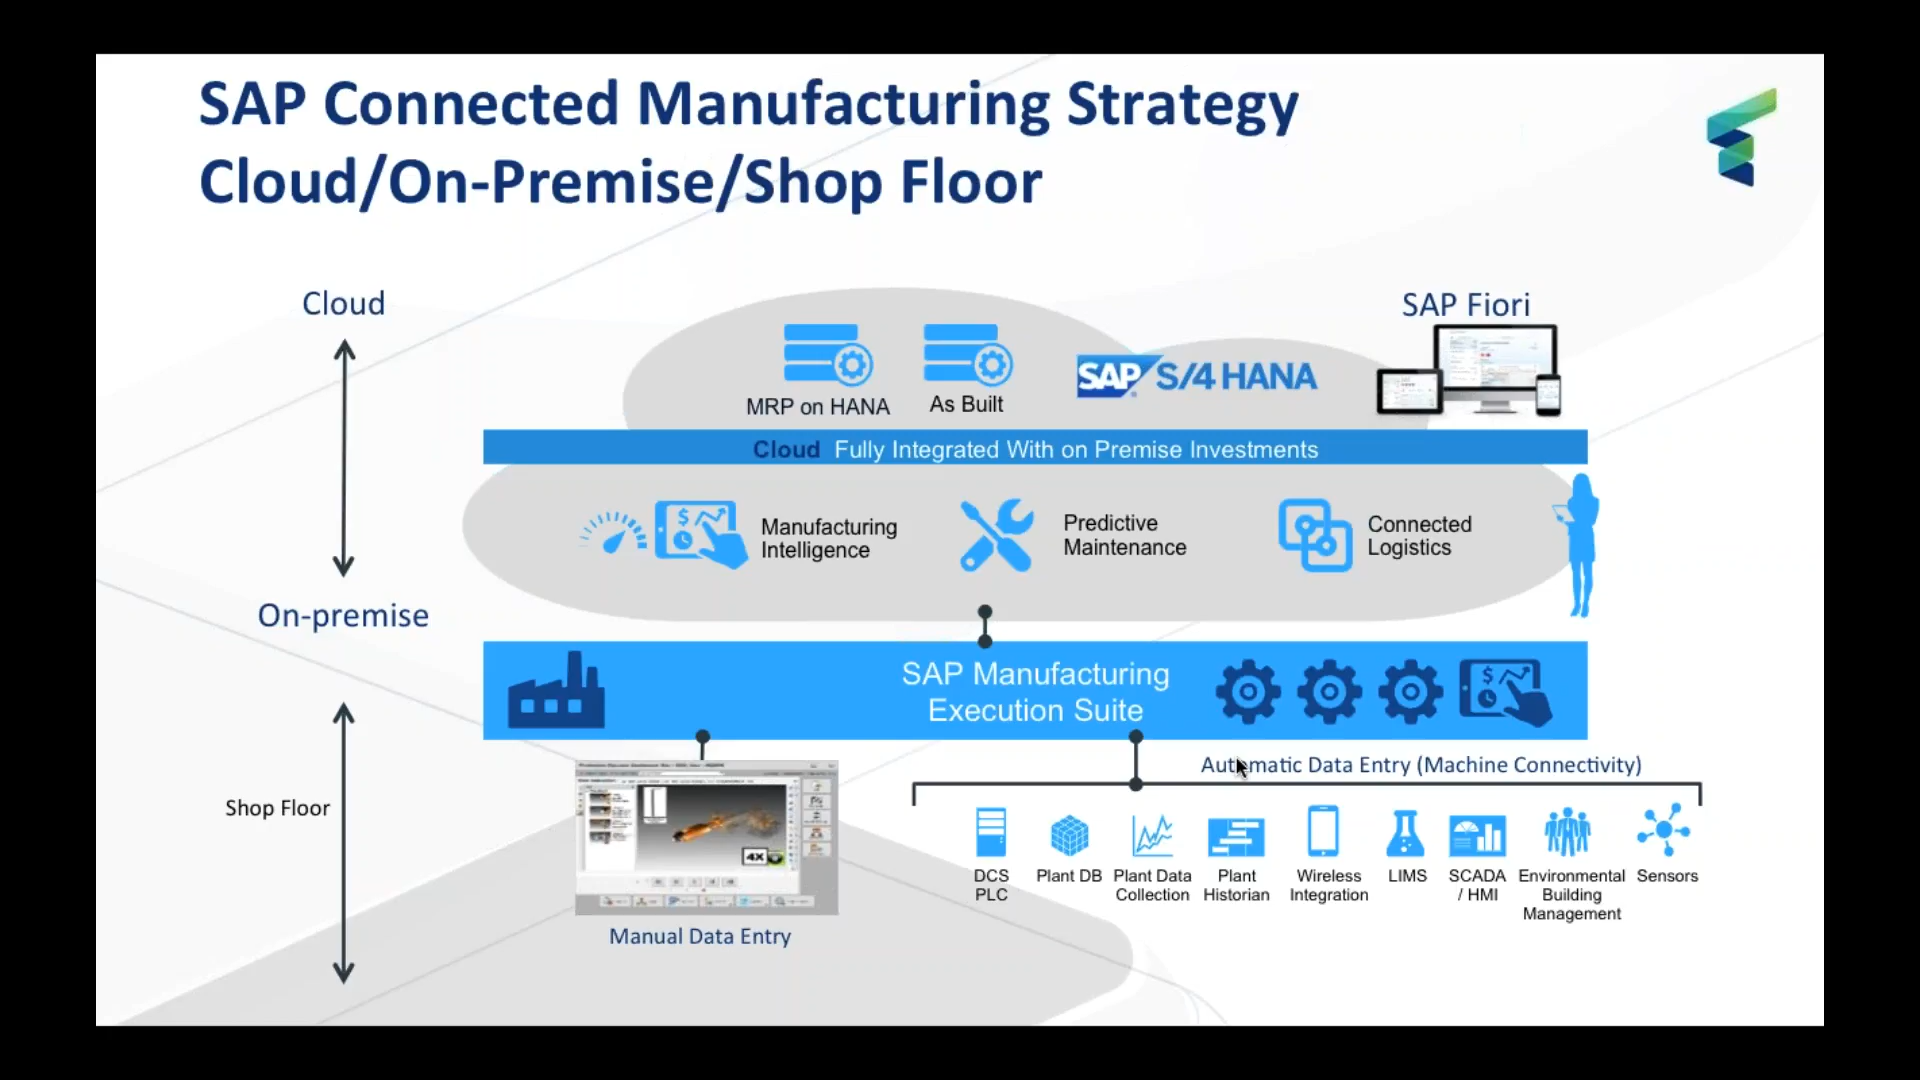 SAP Connected Manufacturing Strategy
Cloud/On-Premise/Shop Floor
Cloud
SAP Fiori
MRP on HANA
As Built
SAP S/4 HANA
Cloud Fully Integrated With on Premise Investments
Manufacturing
Intelligence
Predictive
Maintenance
Connected
Logistics
On-premise
SAP Manufacturing
Execution Suite
Automatic Data Entry (Machine Connectivity)
Shop Floor
4X
Manual Data Entry
DCS
PLC
Plant DB
Plant Data
Collection
Plant
Historian
Wireless
Integration
LIMS
SCADA
/ HMI
Environmental
Building
Management
Sensors